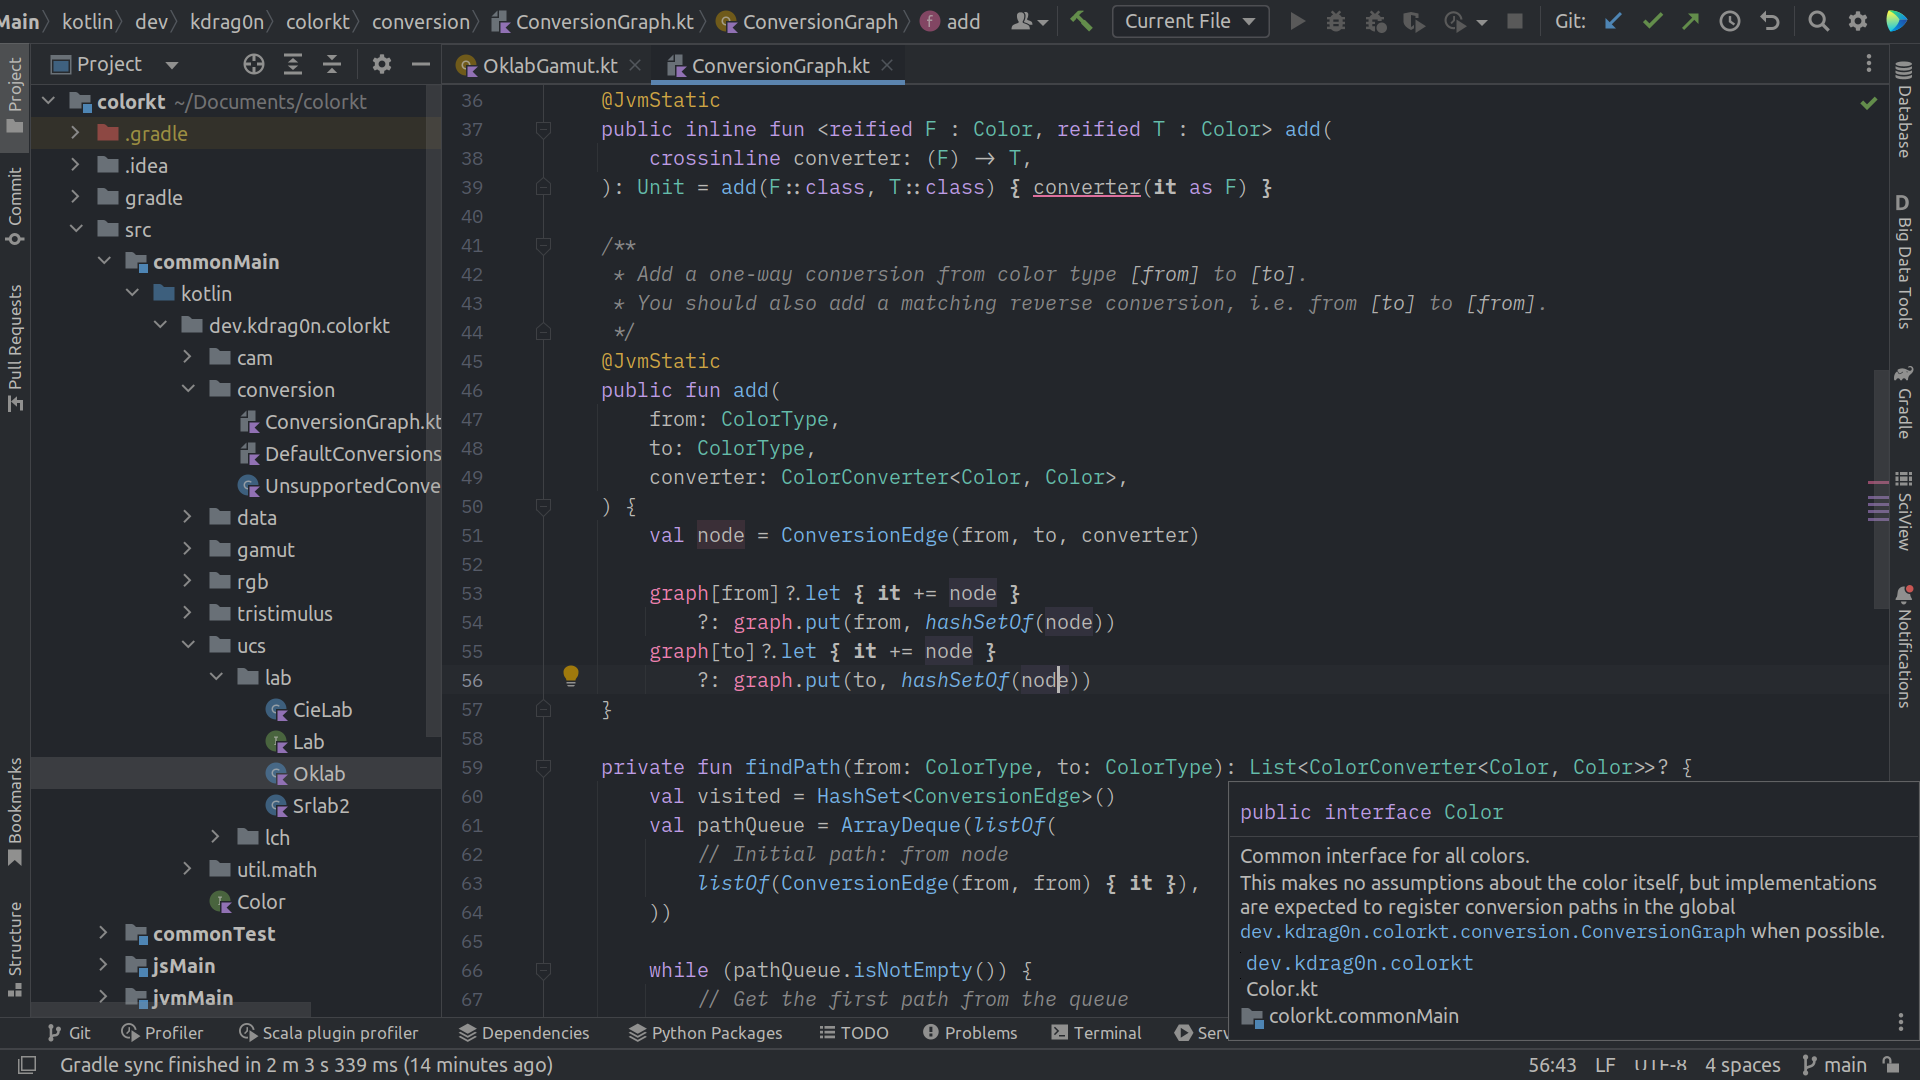 Main
kotlin
dev
kdrag0n
colorkt
conversion
ConversionGraph.kt
ConversionGraph
add
Current File
Git:
Project
OklabGamut.kt
ConversionGraph.kt
Project
Commit
Pull Requests
Bookmarks
Structure
colorkt ~/Documents/colorkt
.gradle
.idea
gradle
src
commonMain
kotlin
dev.kdrag0n.colorkt
cam
conversion
ConversionGraph.kt
DefaultConversions
UnsupportedConve
data
gamut
rgb
tristimulus
ucs
lab
CieLab
Lab
Oklab
Srlab2
lch
util.math
Color
commonTest
jsMain
jvmMain
36 @JvmStatic
37 public inline fun <reified F : Color, reified T : Color> add(
38 crossinline converter: (F) → T,
39 ): Unit = add(F::class, T::class) { converter(it as F) }
40
41 /**
42 * Add a one-way conversion from color type [from] to [to].
43 * You should also add a matching reverse conversion, i.e. from [to] to [from].
44 */
45 @JvmStatic
46 public fun add(
47 from: ColorType,
48 to: ColorType,
49 converter: ColorConverter<Color, Color>,
50 ) {
51 val node = ConversionEdge(from, to, converter)
52
53 graph[from]?.let { it += node }
54 ?: graph.put(from, hashSetOf(node))
55 graph[to]?.let { it += node }
56 ?: graph.put(to, hashSetOf(node))
57 }
58
59 private fun findPath(from: ColorType, to: ColorType): List<ColorConverter<Color, Color>>? {
60 val visited = HashSet<ConversionEdge>()
61 val pathQueue = ArrayDeque(listOf(
62 // Initial path: from node
63 listOf(ConversionEdge(from, from) { it }),
64 ))
65
66 while (pathQueue.isNotEmpty()) {
67 // Get the first path from the queue
public interface Color
Common interface for all colors.
This makes no assumptions about the color itself, but implementations
are expected to register conversion paths in the global
dev.kdrag0n.colorkt.conversion.ConversionGraph when possible.
dev.kdrag0n.colorkt
Color.kt
colorkt.commonMain
Database
D Big Data Tools
Gradle
SciView
Notifications
Git
Profiler
Scala plugin profiler
Dependencies
Python Packages
TODO
Problems
Terminal
Serv
Gradle sync finished in 2 m 3 s 339 ms (14 minutes ago)
56:43
LF
UTF-8
4 spaces
main